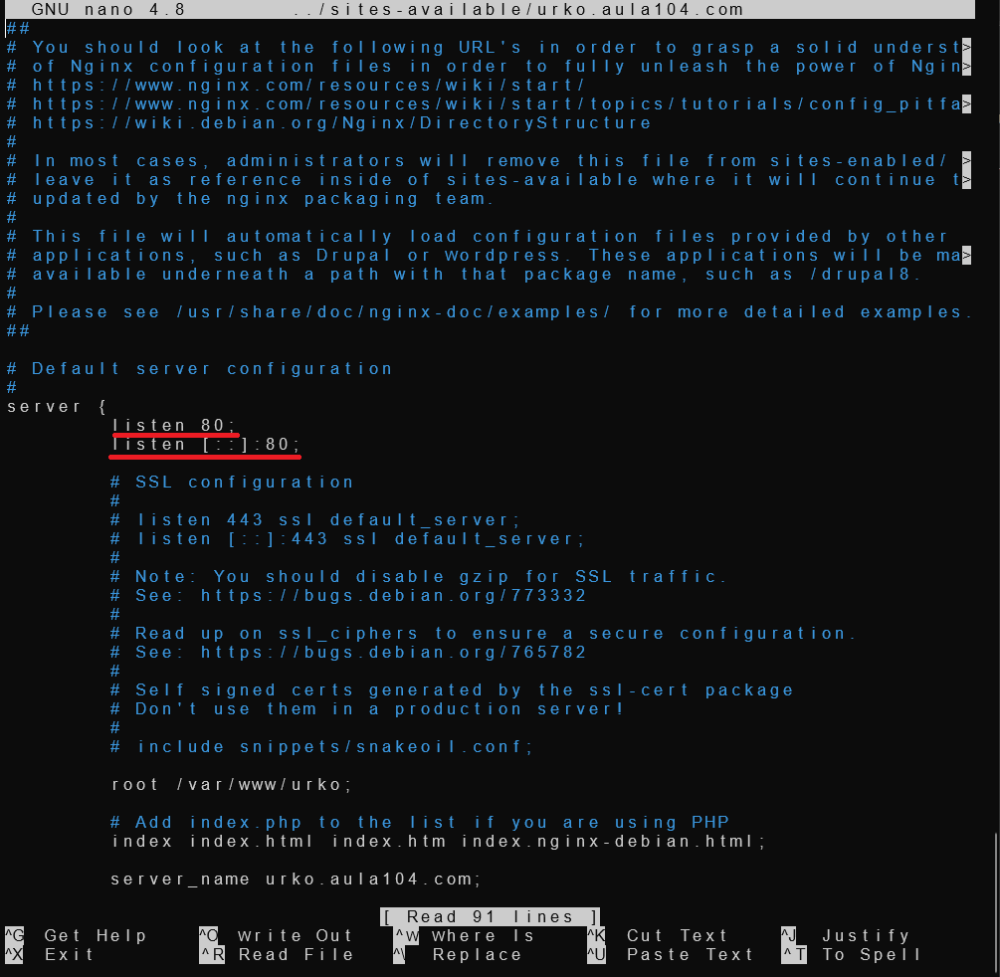 GNU nano 4.8 ../sites-available/urko.aula104.com
##
# You should look at the following URL's in order to grasp a solid underst>
# of Nginx configuration files in order to fully unleash the power of Ngin>
# https://www.nginx.com/resources/wiki/start/
# https://www.nginx.com/resources/wiki/start/topics/tutorials/config_pitfa>
# https://wiki.debian.org/Nginx/DirectoryStructure
#
# In most cases, administrators will remove this file from sites-enabled/ >
# leave it as reference inside of sites-available where it will continue t>
# updated by the nginx packaging team.
#
# This file will automatically load configuration files provided by other
# applications, such as Drupal or Wordpress. These applications will be ma>
# available underneath a path with that package name, such as /drupal8.
#
# Please see /usr/share/doc/nginx-doc/examples/ for more detailed examples.
##
# Default server configuration
#
server {
listen 80;
listen [::]:80;
# SSL configuration
#
# listen 443 ssl default_server;
# listen [::]:443 ssl default_server;
#
# Note: You should disable gzip for SSL traffic.
# See: https://bugs.debian.org/773332
#
# Read up on ssl_ciphers to ensure a secure configuration.
# See: https://bugs.debian.org/765782
#
# Self signed certs generated by the ssl-cert package
# Don't use them in a production server!
#
# include snippets/snakeoil.conf;
root /var/www/urko;
# Add index.php to the list if you are using PHP
index index.html index.htm index.nginx-debian.html;
server_name urko.aula104.com;
[ Read 91 lines ]
^G Get Help ^O Write Out ^W Where Is ^K Cut Text ^J Justify
^X Exit ^R Read File ^\ Replace ^U Paste Text ^T To Spell